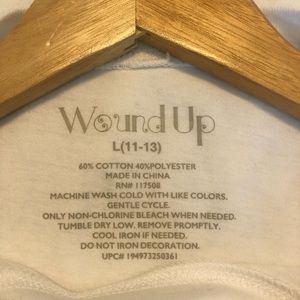 Wound Up
L(11-13)
60% COTTON 40%POLYESTER
MADE IN CHINA
RN# 117508
MACHINE WASH COLD WITH LIKE COLORS.
GENTLE CYCLE.
ONLY NON-CHLORINE BLEACH WHEN NEEDED.
TUMBLE DRY LOW. REMOVE PROMPTLY.
COOL IRON IF NEEDED.
DO NOT IRON DECORATION.
UPC# 194973250361